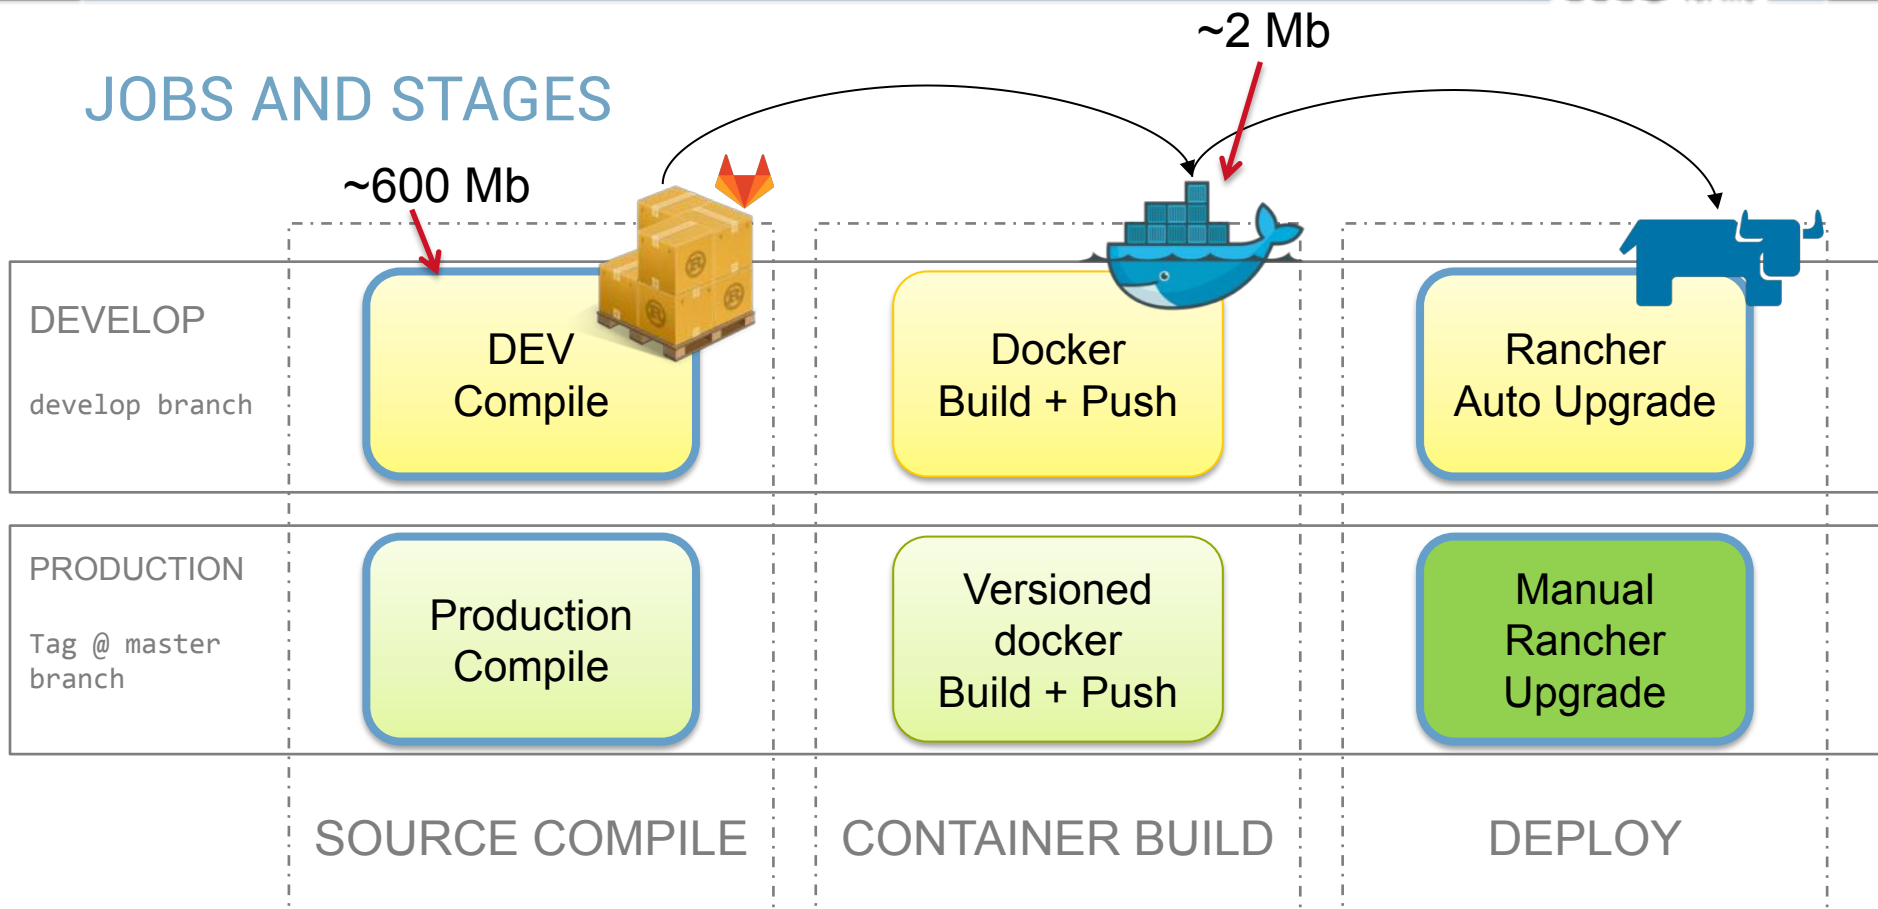 ~2 Mb
JOBS AND STAGES
~600 Mb
DEVELOP
develop branch
DEV
Compile
Docker
Build + Push
Rancher
Auto Upgrade
PRODUCTION
Tag @ master
branch
Production
Compile
Versioned
docker
Build + Push
Manual
Rancher
Upgrade
SOURCE COMPILE
CONTAINER BUILD
DEPLOY